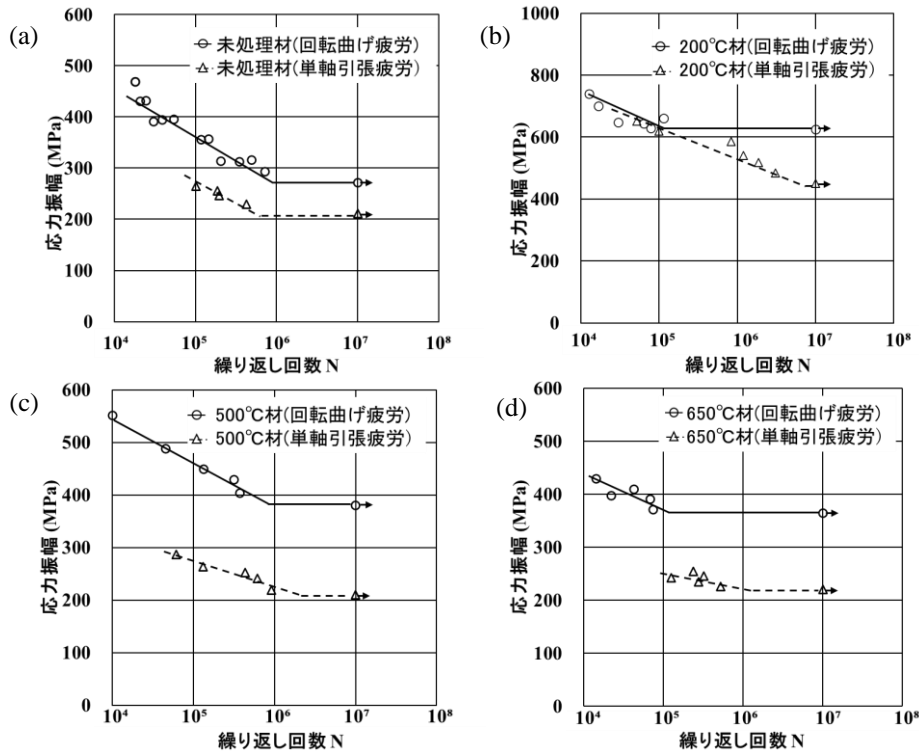 (a)
600
500
400
300
200
100
0
応力振幅 (MPa)
未処理材(回転曲げ疲労)
未処理材(単軸引張疲労)
10⁴ 10⁵ 10⁶ 10⁷ 10⁸
繰り返し回数 N
(b)
1000
800
600
400
200
0
応力振幅 (MPa)
200℃材(回転曲げ疲労)
200℃材(単軸引張疲労)
10⁴ 10⁵ 10⁶ 10⁷ 10⁸
繰り返し回数 N
(c)
600
500
400
300
200
100
0
応力振幅 (MPa)
500℃材(回転曲げ疲労)
500℃材(単軸引張疲労)
10⁴ 10⁵ 10⁶ 10⁷ 10⁸
繰り返し回数 N
(d)
600
500
400
300
200
100
0
応力振幅 (MPa)
650℃材(回転曲げ疲労)
650℃材(単軸引張疲労)
10⁴ 10⁵ 10⁶ 10⁷ 10⁸
繰り返し回数 N